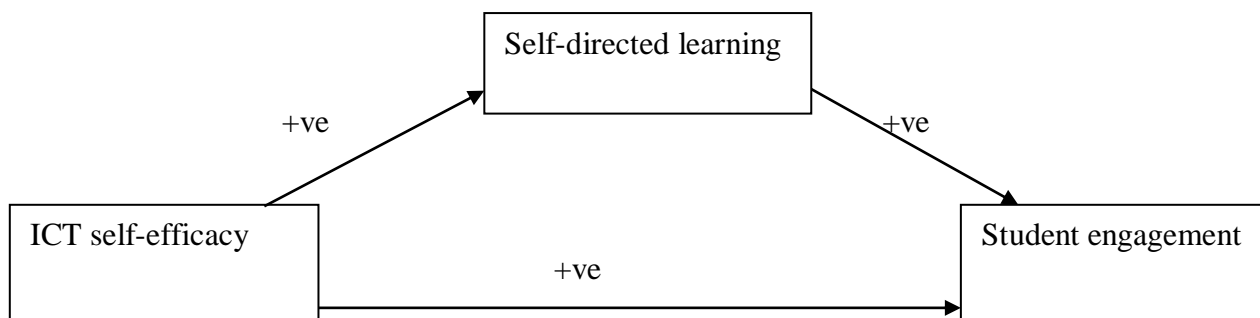 Self-directed learning
+ve
+ve
ICT self-efficacy
Student engagement
+ve